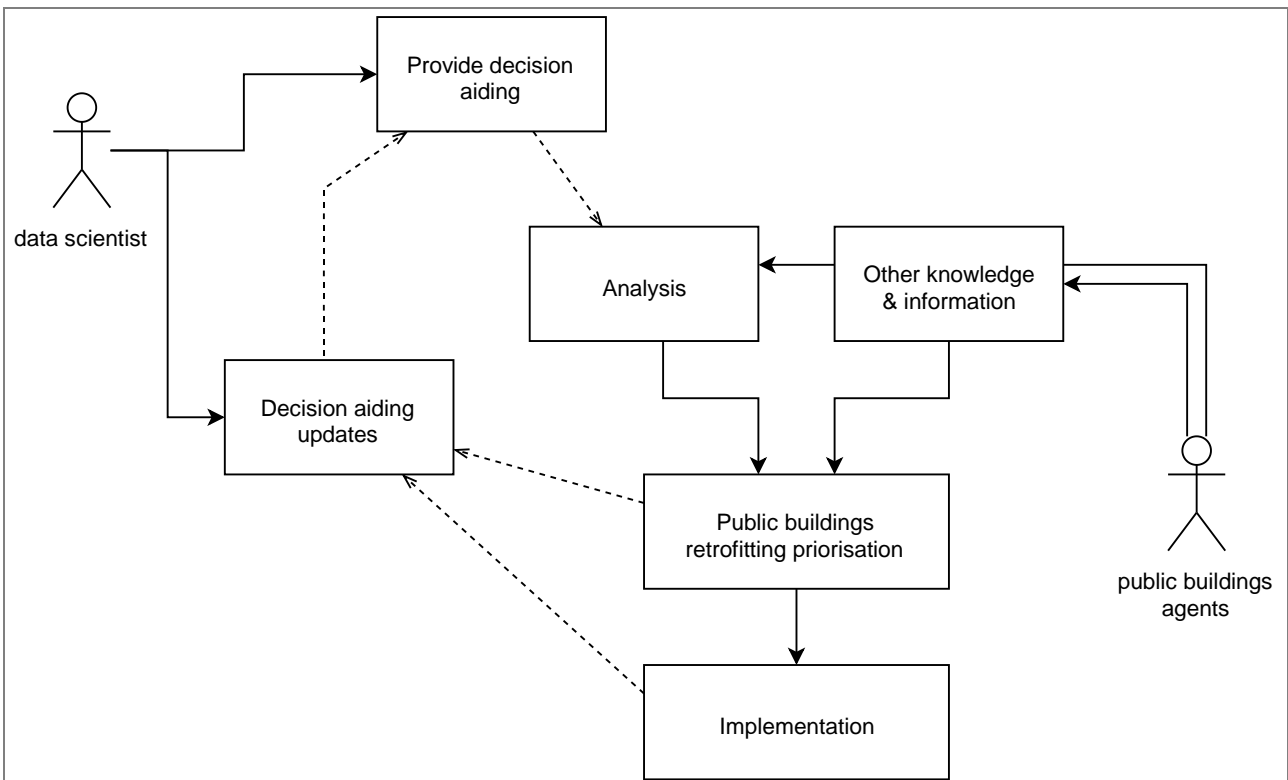 Provide decision
aiding
data scientist
Analysis
Other knowledge
& information
Decision aiding
updates
Public buildings
retrofitting priorisation
public buildings
agents
Implementation